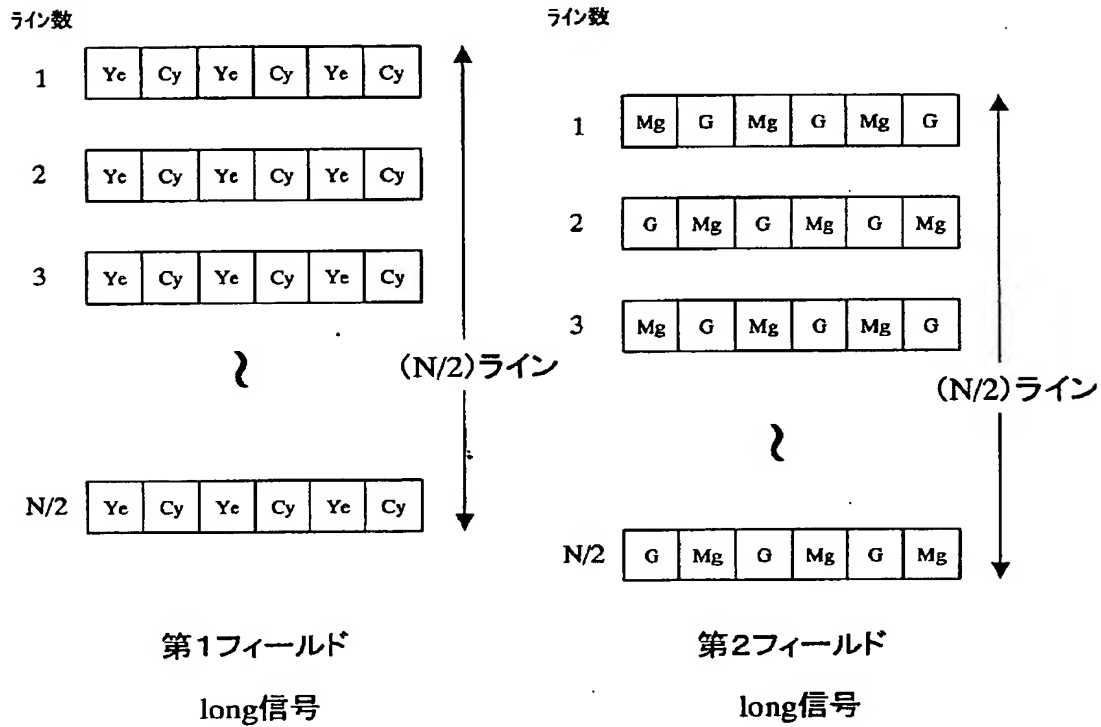 ライン数
1 Ye Cy Ye Cy Ye Cy
2 Ye Cy Ye Cy Ye Cy
3 Ye Cy Ye Cy Ye Cy
(N/2)ライン
N/2 Ye Cy Ye Cy Ye Cy
第1フィールド
long信号
ライン数
1 Mg G Mg G Mg G
2 G Mg G Mg G Mg
3 Mg G Mg G Mg G
(N/2)ライン
N/2 G Mg G Mg G Mg
第2フィールド
long信号